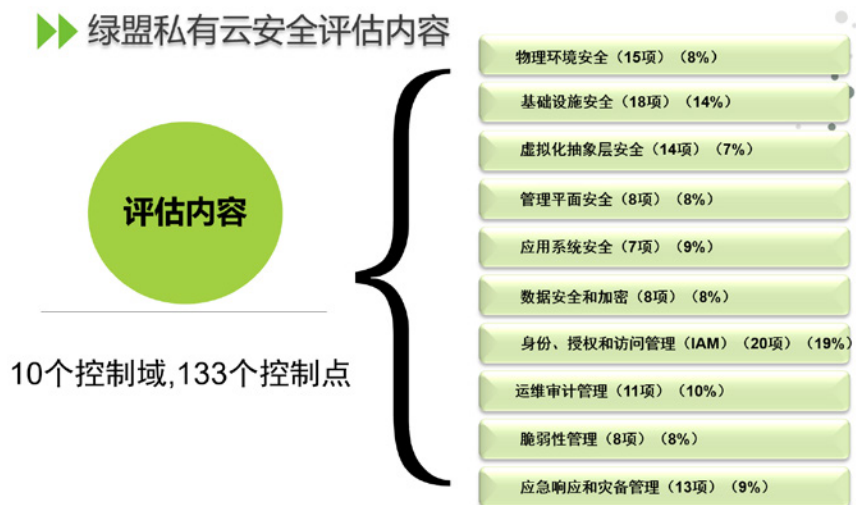 绿盟私有云安全评估内容
评估内容
10个控制域,133个控制点
物理环境安全（15项）（8%）
基础设施安全（18项）（14%）
虚拟化抽象层安全（14项）（7%）
管理平面安全（8项）（8%）
应用系统安全（7项）（9%）
数据安全和加密（8项）（8%）
身份、授权和访问管理（IAM）（20项）（19%）
运维审计管理（11项）（10%）
脆弱性管理（8项）（8%）
应急响应和灾备管理（13项）（9%）